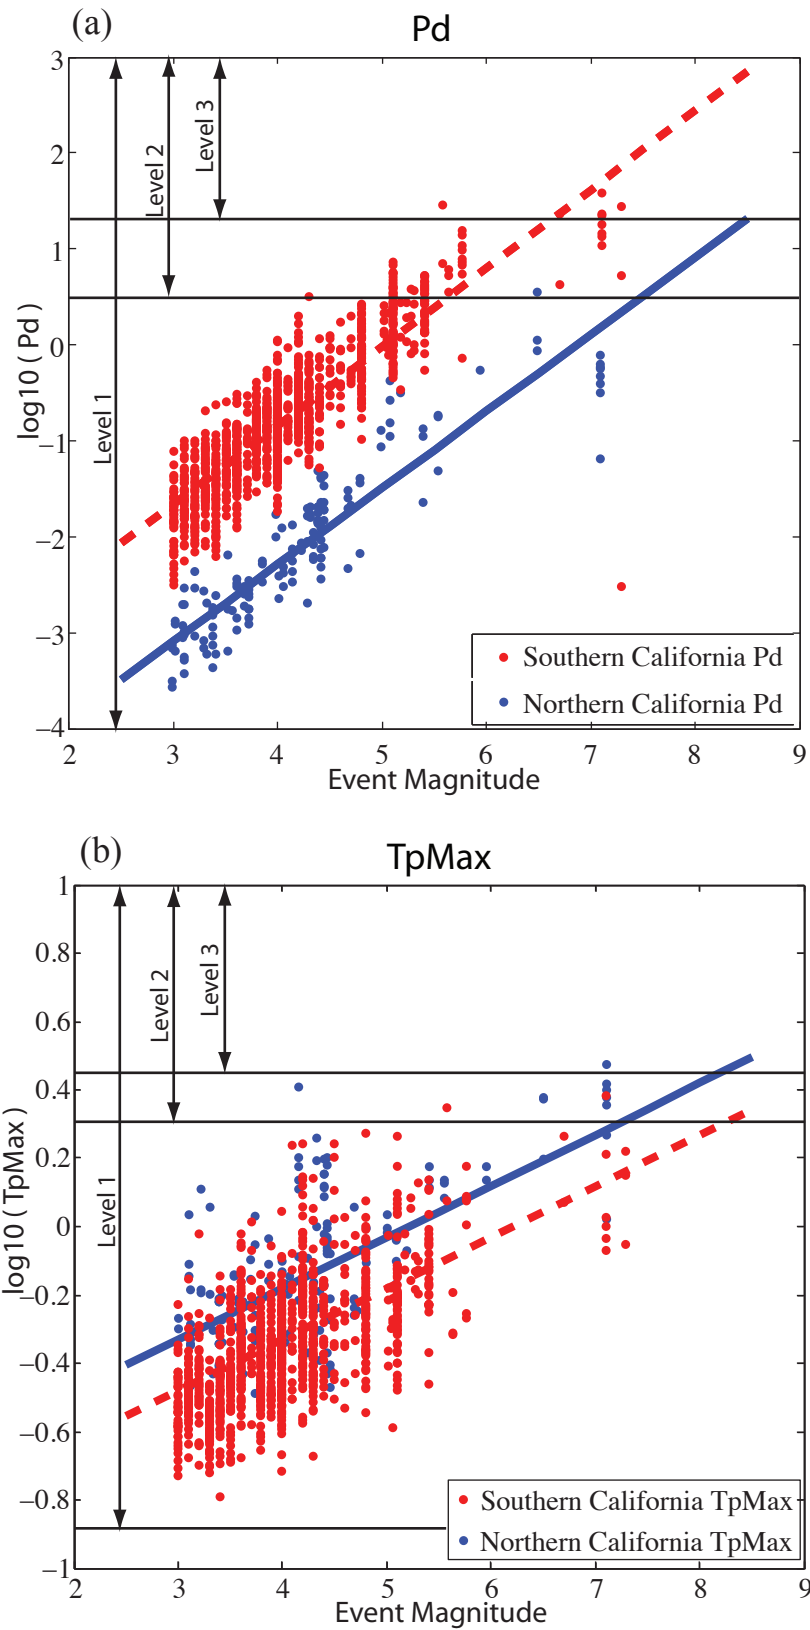 (a)
Pd
3
2
1
0
−1
−2
−3
−4
log10 ( Pd )
Level 1
Level 2
Level 3
Southern California Pd
Northern California Pd
2 3 4 5 6 7 8 9
Event Magnitude
(b)
TpMax
1
0.8
0.6
0.4
0.2
0
−0.2
−0.4
−0.6
−0.8
−1
log10 ( TpMax )
Level 1
Level 2
Level 3
Southern California TpMax
Northern California TpMax
2 3 4 5 6 7 8 9
Event Magnitude